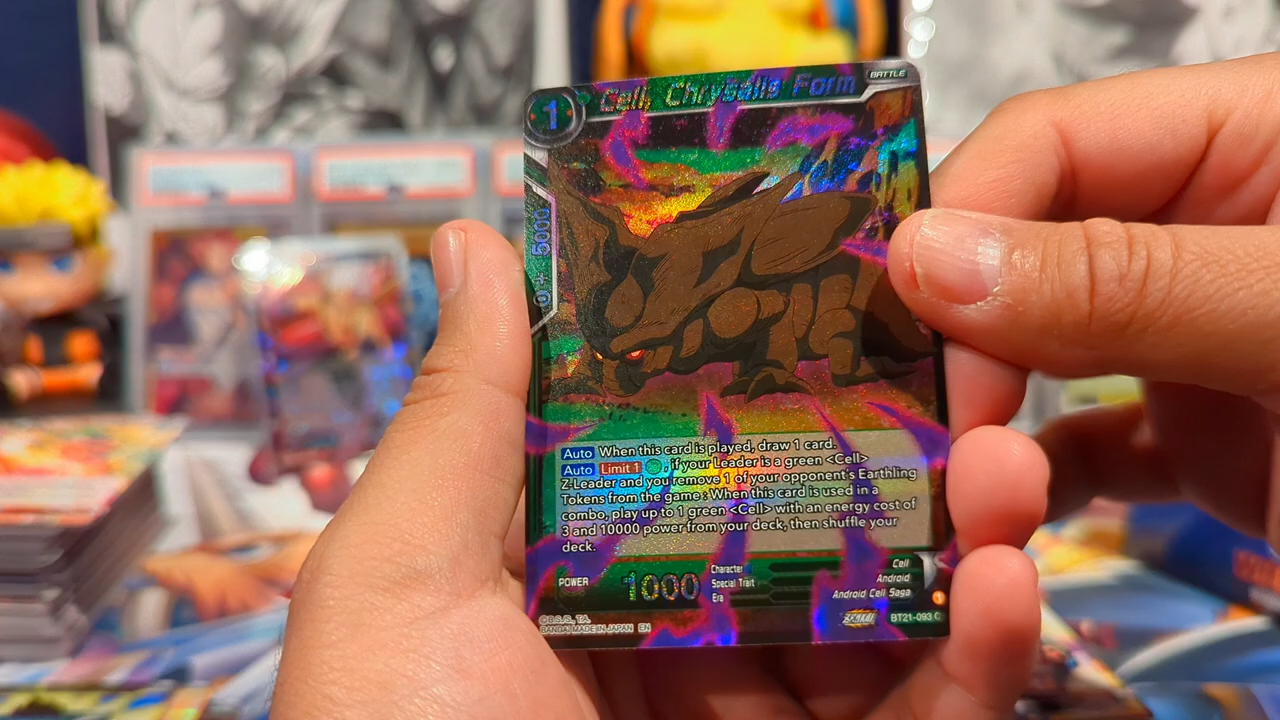 1
Cell, Chrysalis Form
BATTLE
5000
Auto When this card is played, draw 1 card.
Auto Limit 1 , if your Leader is a green <Cell>
Z-Leader and you remove 1 of your opponent's Earthling
Tokens from the game : When this card is used in a
combo, play up to 1 green <Cell> with an energy cost of
3 and 10000 power from your deck, then shuffle your
deck.
POWER
1000
Character
Special Trait
Era
Cell
Android
Android Cell Saga
©B.S./S., T.A.
BANDAI MADE IN JAPAN EN
BT21-093 C